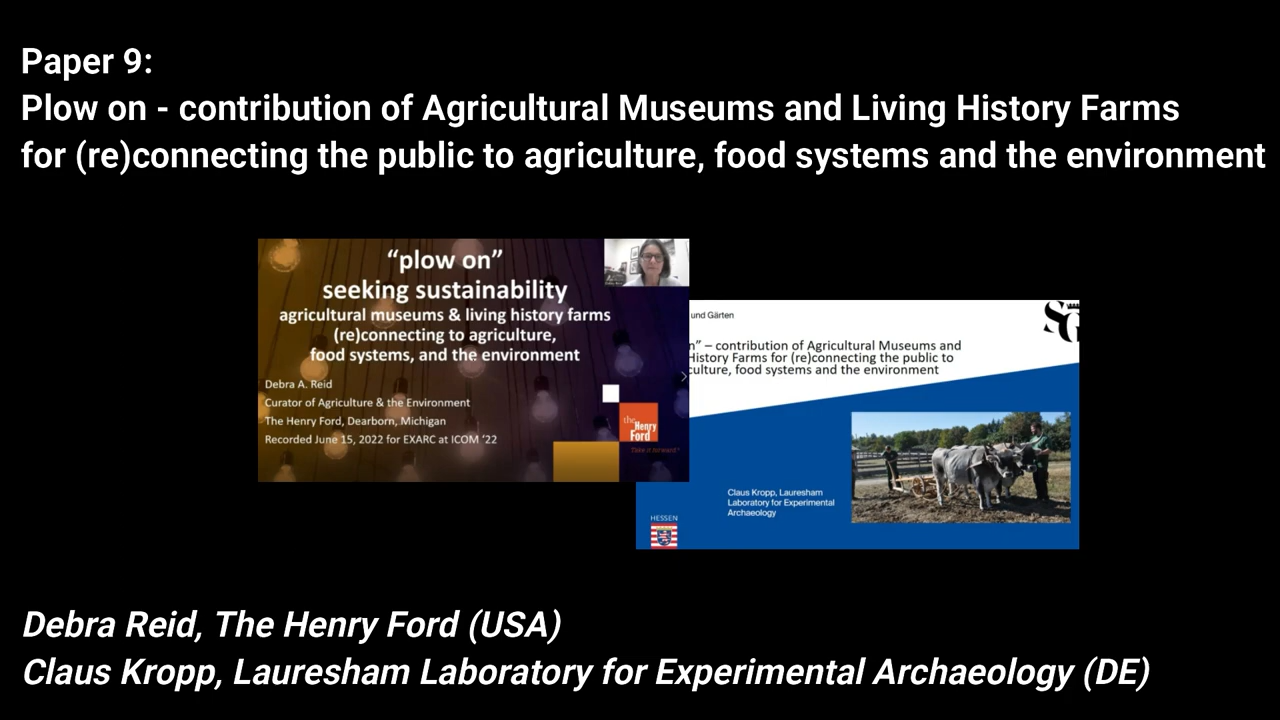 Paper 9:
Plow on - contribution of Agricultural Museums and Living History Farms
for (re)connecting the public to agriculture, food systems and the environment
“plow on”
seeking sustainability
agricultural museums & living history farms
(re)connecting to agriculture,
food systems, and the environment
Debra A. Reid
Curator of Agriculture & the Environment
The Henry Ford, Dearborn, Michigan
Recorded June 15, 2022 for EXARC at ICOM ‘22
the
Henry
Ford
Take it forward®
und Gärten
SG
n” – contribution of Agricultural Museums and
History Farms for (re)connecting the public to
culture, food systems and the environment
Claus Kropp, Lauresham
Laboratory for Experimental
Archaeology
HESSEN
Debra Reid, The Henry Ford (USA)
Claus Kropp, Lauresham Laboratory for Experimental Archaeology (DE)